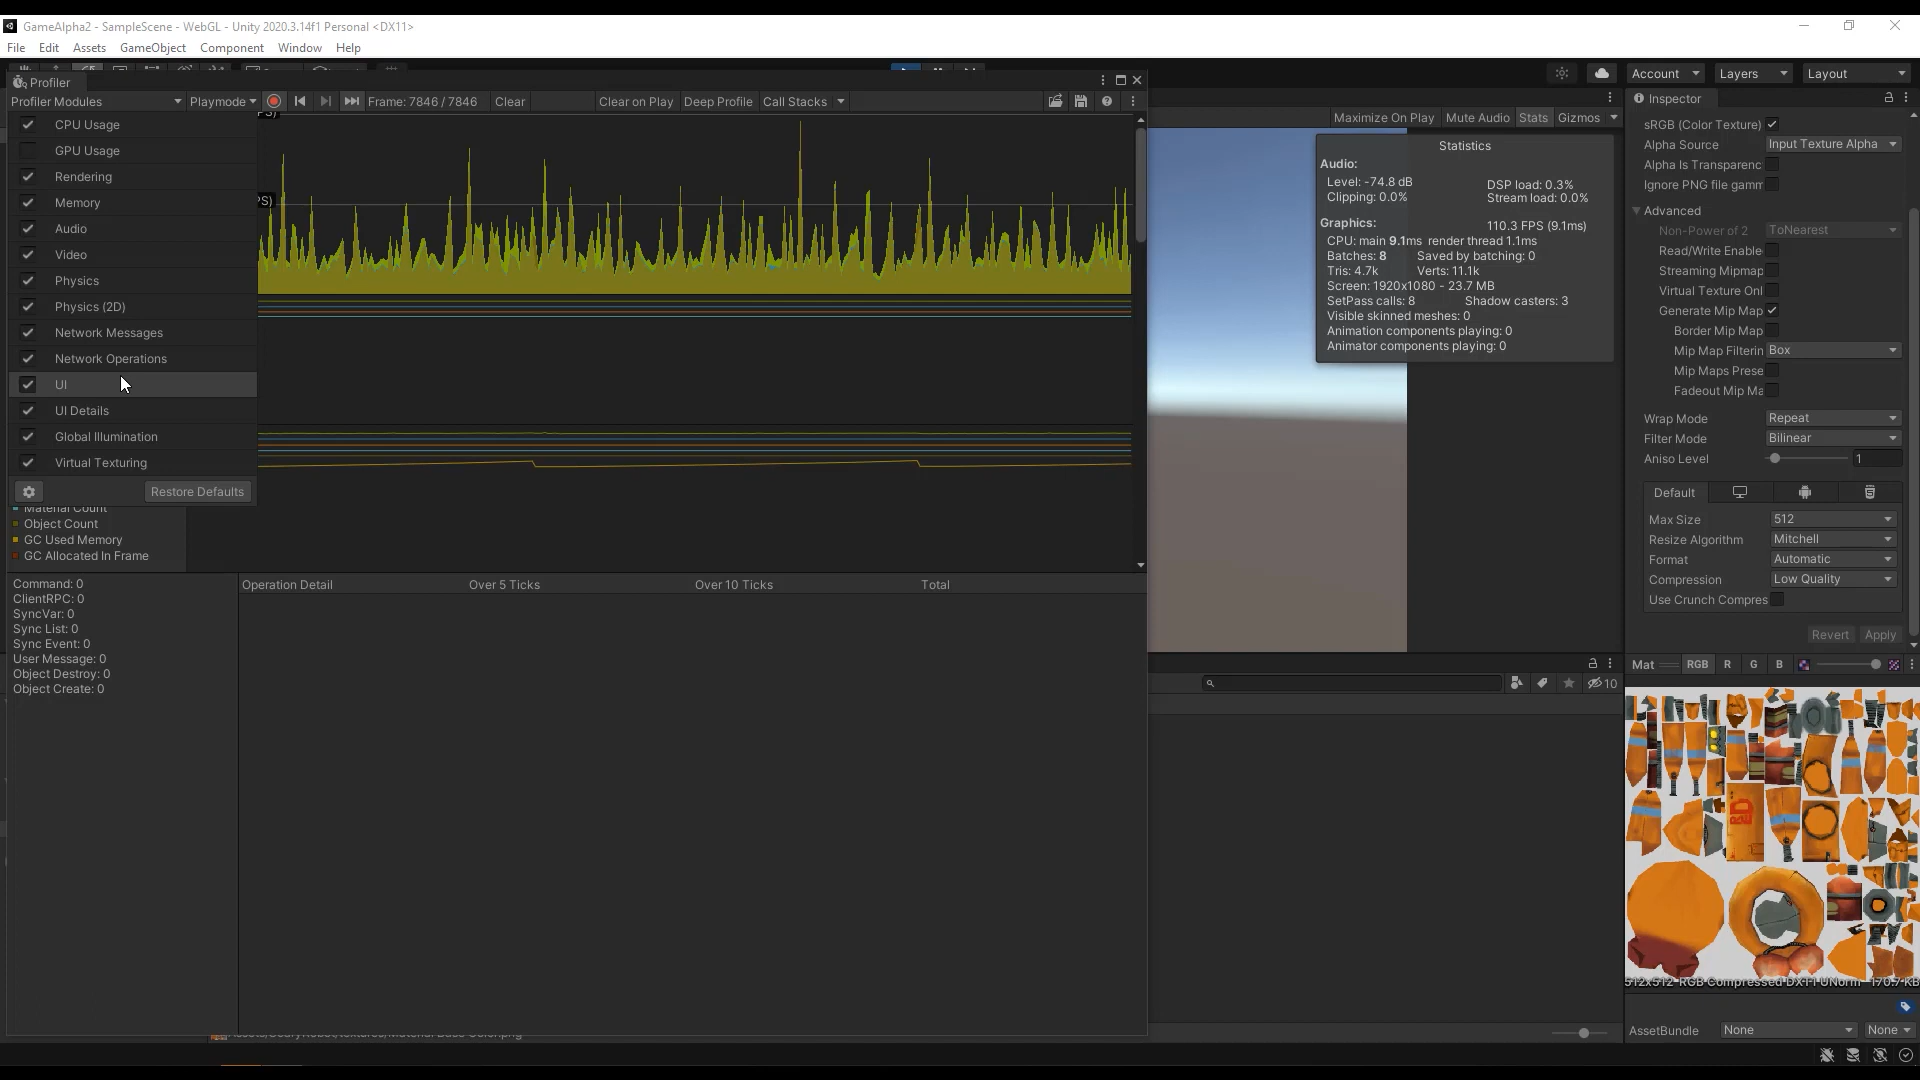 GameAlpha2 - SampleScene - WebGL - Unity 2020.3.14f1 Personal <DX11>
File Edit Assets GameObject Component Window Help
Account Layers Layout
Profiler
Profiler Modules Playmode Frame: 7846 / 7846 Clear Clear on Play Deep Profile Call Stacks
CPU Usage
GPU Usage
Rendering
Memory
Audio
Video
Physics
Physics (2D)
Network Messages
Network Operations
UI
UI Details
Global Illumination
Virtual Texturing
Restore Defaults
PS)
Material Count
Object Count
GC Used Memory
GC Allocated In Frame
Command: 0
ClientRPC: 0
SyncVar: 0
Sync List: 0
Sync Event: 0
User Message: 0
Object Destroy: 0
Object Create: 0
Operation Detail Over 5 Ticks Over 10 Ticks Total
Maximize On Play Mute Audio Stats Gizmos
Statistics
Audio:
Level: -74.8 dB DSP load: 0.3%
Clipping: 0.0% Stream load: 0.0%
Graphics: 110.3 FPS (9.1ms)
CPU: main 9.1ms render thread 1.1ms
Batches: 8 Saved by batching: 0
Tris: 4.7k Verts: 11.1k
Screen: 1920x1080 - 23.7 MB
SetPass calls: 8 Shadow casters: 3
Visible skinned meshes: 0
Animation components playing: 0
Animator components playing: 0
10
Inspector
sRGB (Color Texture)
Alpha Source Input Texture Alpha
Alpha Is Transparenc
Ignore PNG file gamm
Advanced
Non-Power of 2 ToNearest
Read/Write Enable
Streaming Mipmap
Virtual Texture Onl
Generate Mip Map
Border Mip Map
Mip Map Filterin Box
Mip Maps Prese
Fadeout Mip Ma
Wrap Mode Repeat
Filter Mode Bilinear
Aniso Level 1
Default
Max Size 512
Resize Algorithm Mitchell
Format Automatic
Compression Low Quality
Use Crunch Compres
Revert Apply
Mat RGB R G B
512x512 RGB Compressed DXT1 UNorm 170.7 KB
AssetBundle None None